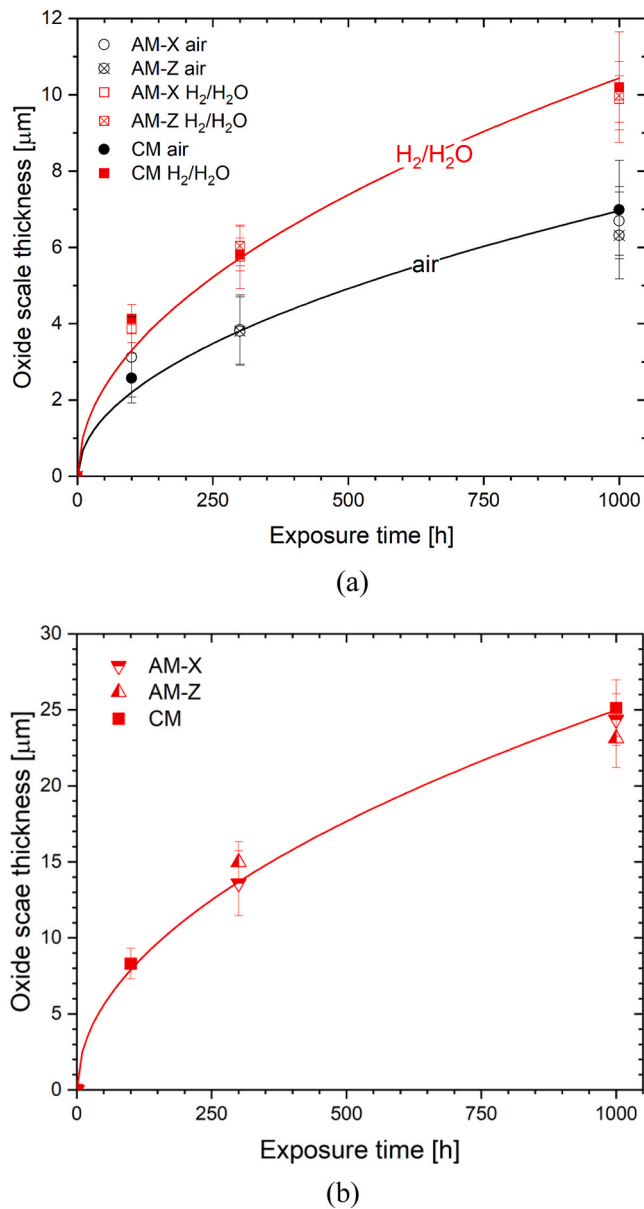 AM-X air
AM-Z air
AM-X H₂/H₂O
AM-Z H₂/H₂O
CM air
CM H₂/H₂O
H₂/H₂O
air
Oxide scale thickness [μm]
12
10
8
6
4
2
0
0 250 500 750 1000
Exposure time [h]
(a)
AM-X
AM-Z
CM
Oxide scae thickness [μm]
30
25
20
15
10
5
0
0 250 500 750 1000
Exposure time [h]
(b)